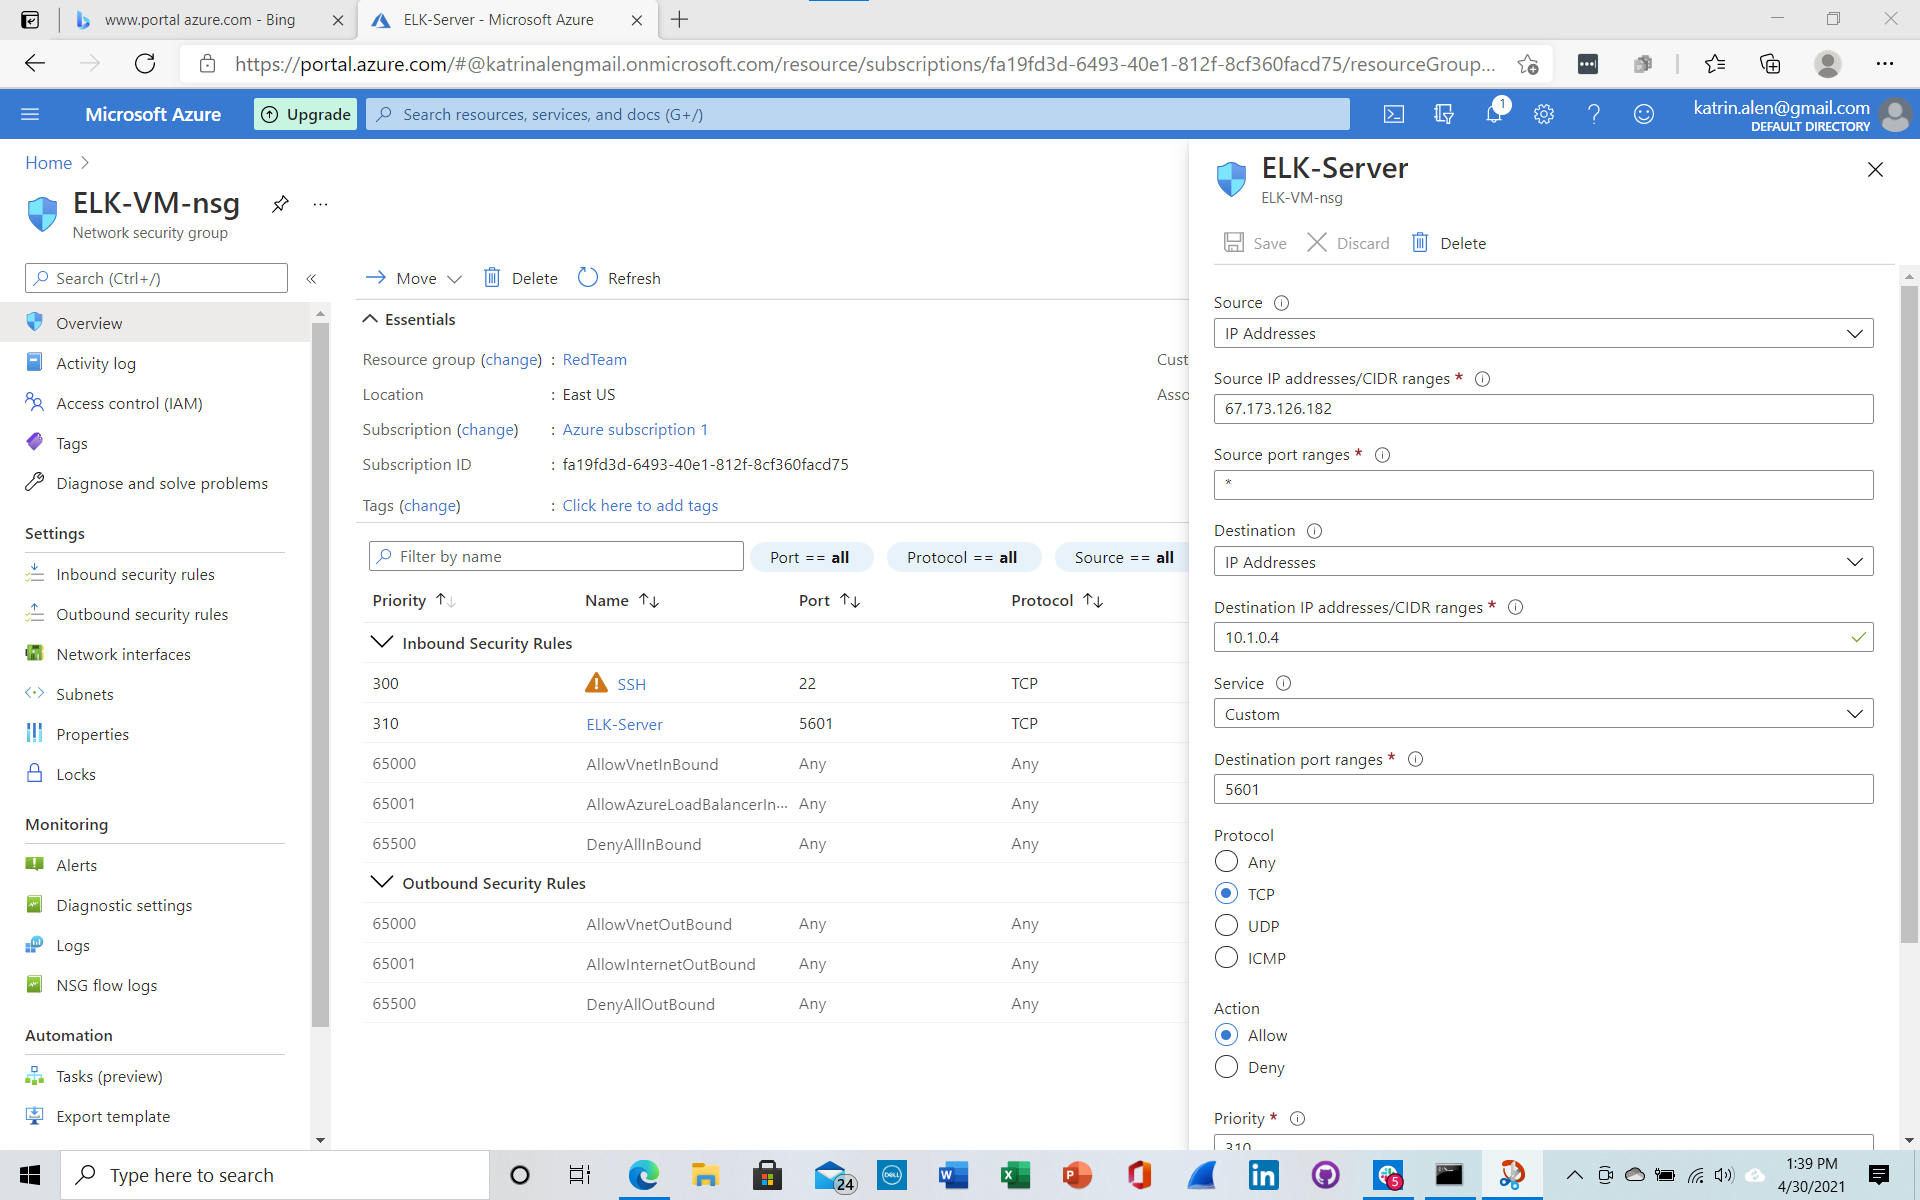 www.portal azure.com - Bing
ELK-Server - Microsoft Azure
https://portal.azure.com/#@katrinalengmail.onmicrosoft.com/resource/subscriptions/fa19fd3d-6493-40e1-812f-8cf360facd75/resourceGroup...
Microsoft Azure
Upgrade
Search resources, services, and docs (G+/)
1
katrin.alen@gmail.com
DEFAULT DIRECTORY
Home
ELK-VM-nsg
Network security group
Search (Ctrl+/)
Overview
Activity log
Access control (IAM)
Tags
Diagnose and solve problems
Settings
Inbound security rules
Outbound security rules
Network interfaces
Subnets
Properties
Locks
Monitoring
Alerts
Diagnostic settings
Logs
NSG flow logs
Automation
Tasks (preview)
Export template
Move
Delete
Refresh
Essentials
Resource group (change) : RedTeam
Location : East US
Subscription (change) : Azure subscription 1
Subscription ID : fa19fd3d-6493-40e1-812f-8cf360facd75
Tags (change) : Click here to add tags
Cust
Asso
Filter by name
Port == all
Protocol == all
Source == all
Priority Name Port Protocol
Inbound Security Rules
300 SSH 22 TCP
310 ELK-Server 5601 TCP
65000 AllowVnetInBound Any Any
65001 AllowAzureLoadBalancerIn... Any Any
65500 DenyAllInBound Any Any
Outbound Security Rules
65000 AllowVnetOutBound Any Any
65001 AllowInternetOutBound Any Any
65500 DenyAllOutBound Any Any
ELK-Server
ELK-VM-nsg
Save
Discard
Delete
Source
IP Addresses
Source IP addresses/CIDR ranges *
67.173.126.182
Source port ranges *
*
Destination
IP Addresses
Destination IP addresses/CIDR ranges *
10.1.0.4
Service
Custom
Destination port ranges *
5601
Protocol
Any
TCP
UDP
ICMP
Action
Allow
Deny
Priority *
310
Type here to search
24
DELL
5
1:39 PM
4/30/2021